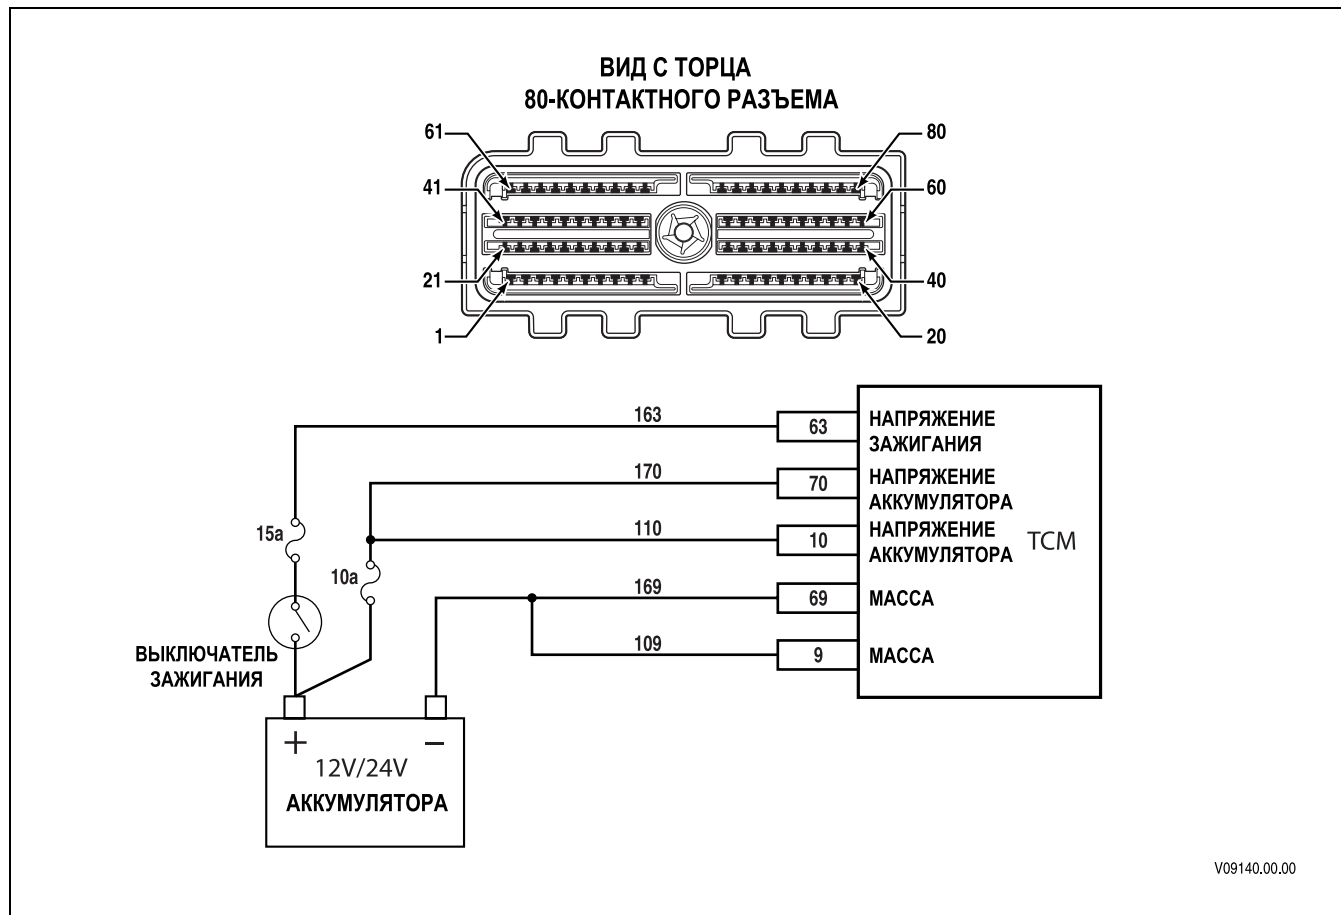 ВИД С ТОРЦА
80-КОНТАКТНОГО РАЗЪЕМА
61
80
41
60
21
40
1
20
163
63
НАПРЯЖЕНИЕ
ЗАЖИГАНИЯ
170
70
НАПРЯЖЕНИЕ
АККУМУЛЯТОРА
15a
110
10
НАПРЯЖЕНИЕ
АККУМУЛЯТОРА
TCM
10a
169
69
МАССА
109
9
МАССА
ВЫКЛЮЧАТЕЛЬ
ЗАЖИГАНИЯ
+
–
12V/24V
АККУМУЛЯТОРА
V09140.00.00